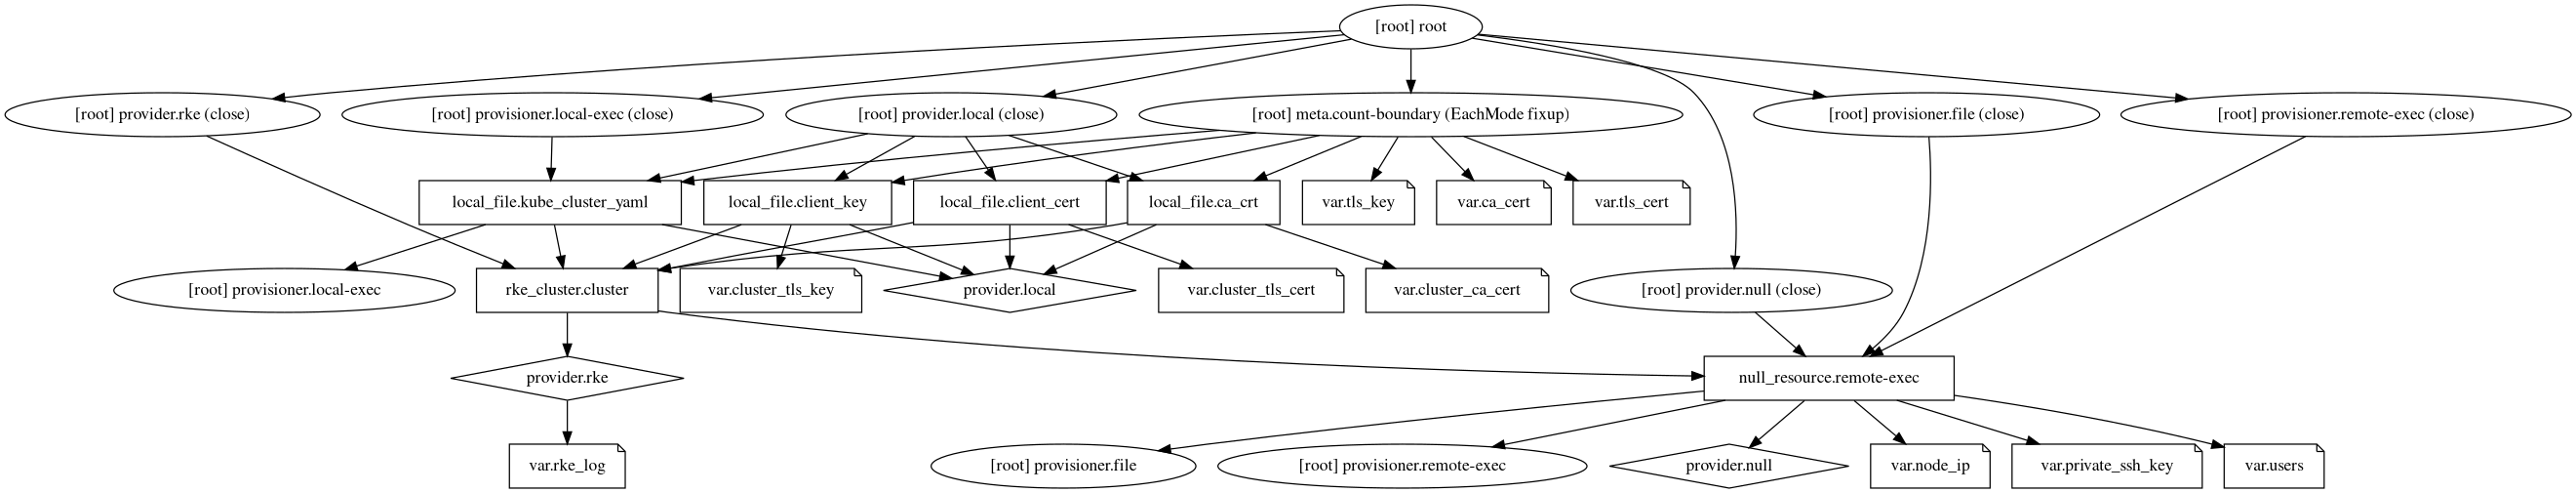 [root] root
[root] provider.rke (close)
[root] provisioner.local-exec (close)
[root] provider.local (close)
[root] meta.count-boundary (EachMode fixup)
[root] provisioner.file (close)
[root] provisioner.remote-exec (close)
local_file.kube_cluster_yaml
local_file.client_key
local_file.client_cert
local_file.ca_crt
var.tls_key
var.ca_cert
var.tls_cert
[root] provisioner.local-exec
rke_cluster.cluster
var.cluster_tls_key
provider.local
var.cluster_tls_cert
var.cluster_ca_cert
[root] provider.null (close)
provider.rke
null_resource.remote-exec
var.rke_log
[root] provisioner.file
[root] provisioner.remote-exec
provider.null
var.node_ip
var.private_ssh_key
var.users